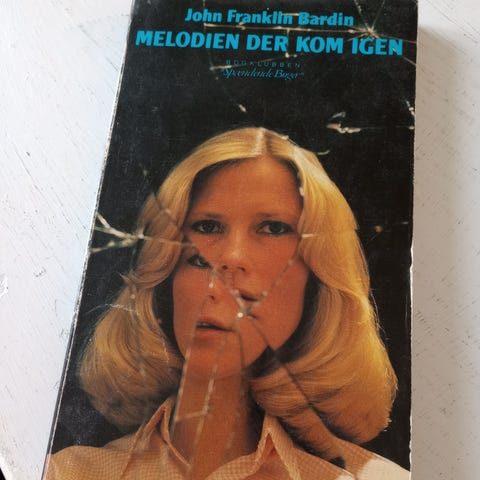 John Franklin Bardin
MELODIEN DER KOM IGEN
BOGKLUBBEN
Spændende Bøger